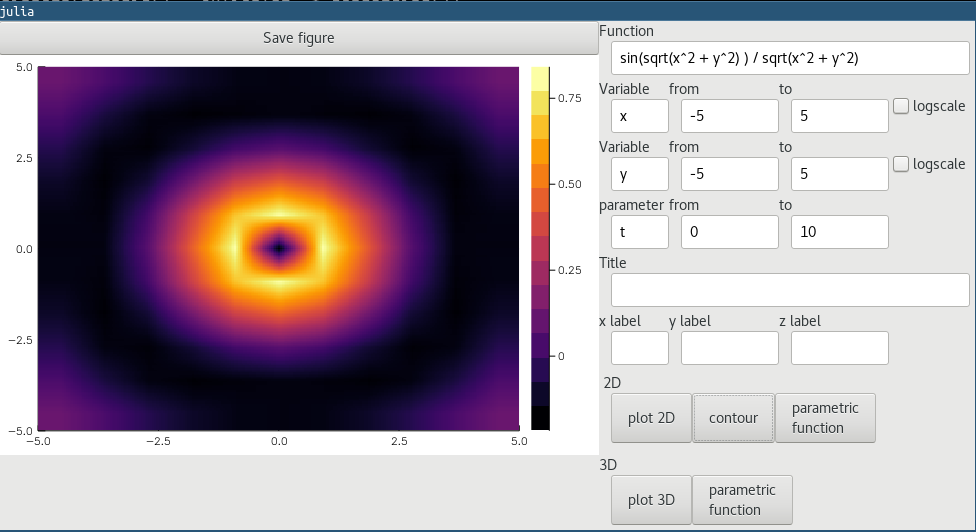 julia
Save figure
Function
sin(sqrt(x^2 + y^2) ) / sqrt(x^2 + y^2)
Variable from to
x -5 5 logscale
Variable from to
y -5 5 logscale
parameter from to
t 0 10
Title
x label y label z label
2D
plot 2D contour parametric function
3D
plot 3D parametric function
5.0
2.5
0.0
−2.5
−5.0
−5.0 −2.5 0.0 2.5 5.0
0.75
0.50
0.25
0